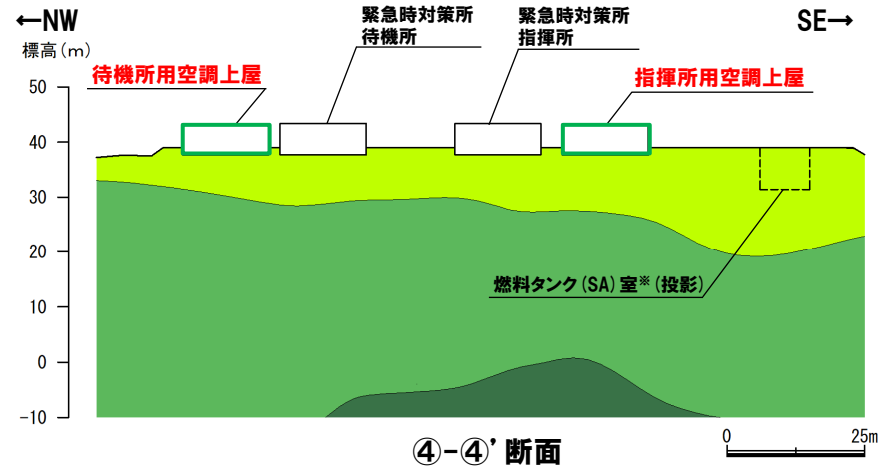 ←NW
SE→
標高(m)
緊急時対策所
待機所
緊急時対策所
指揮所
待機所用空調上屋
指揮所用空調上屋
50
40
30
20
10
0
-10
燃料タンク(SA)室※(投影)
④-④'断面
0
25m